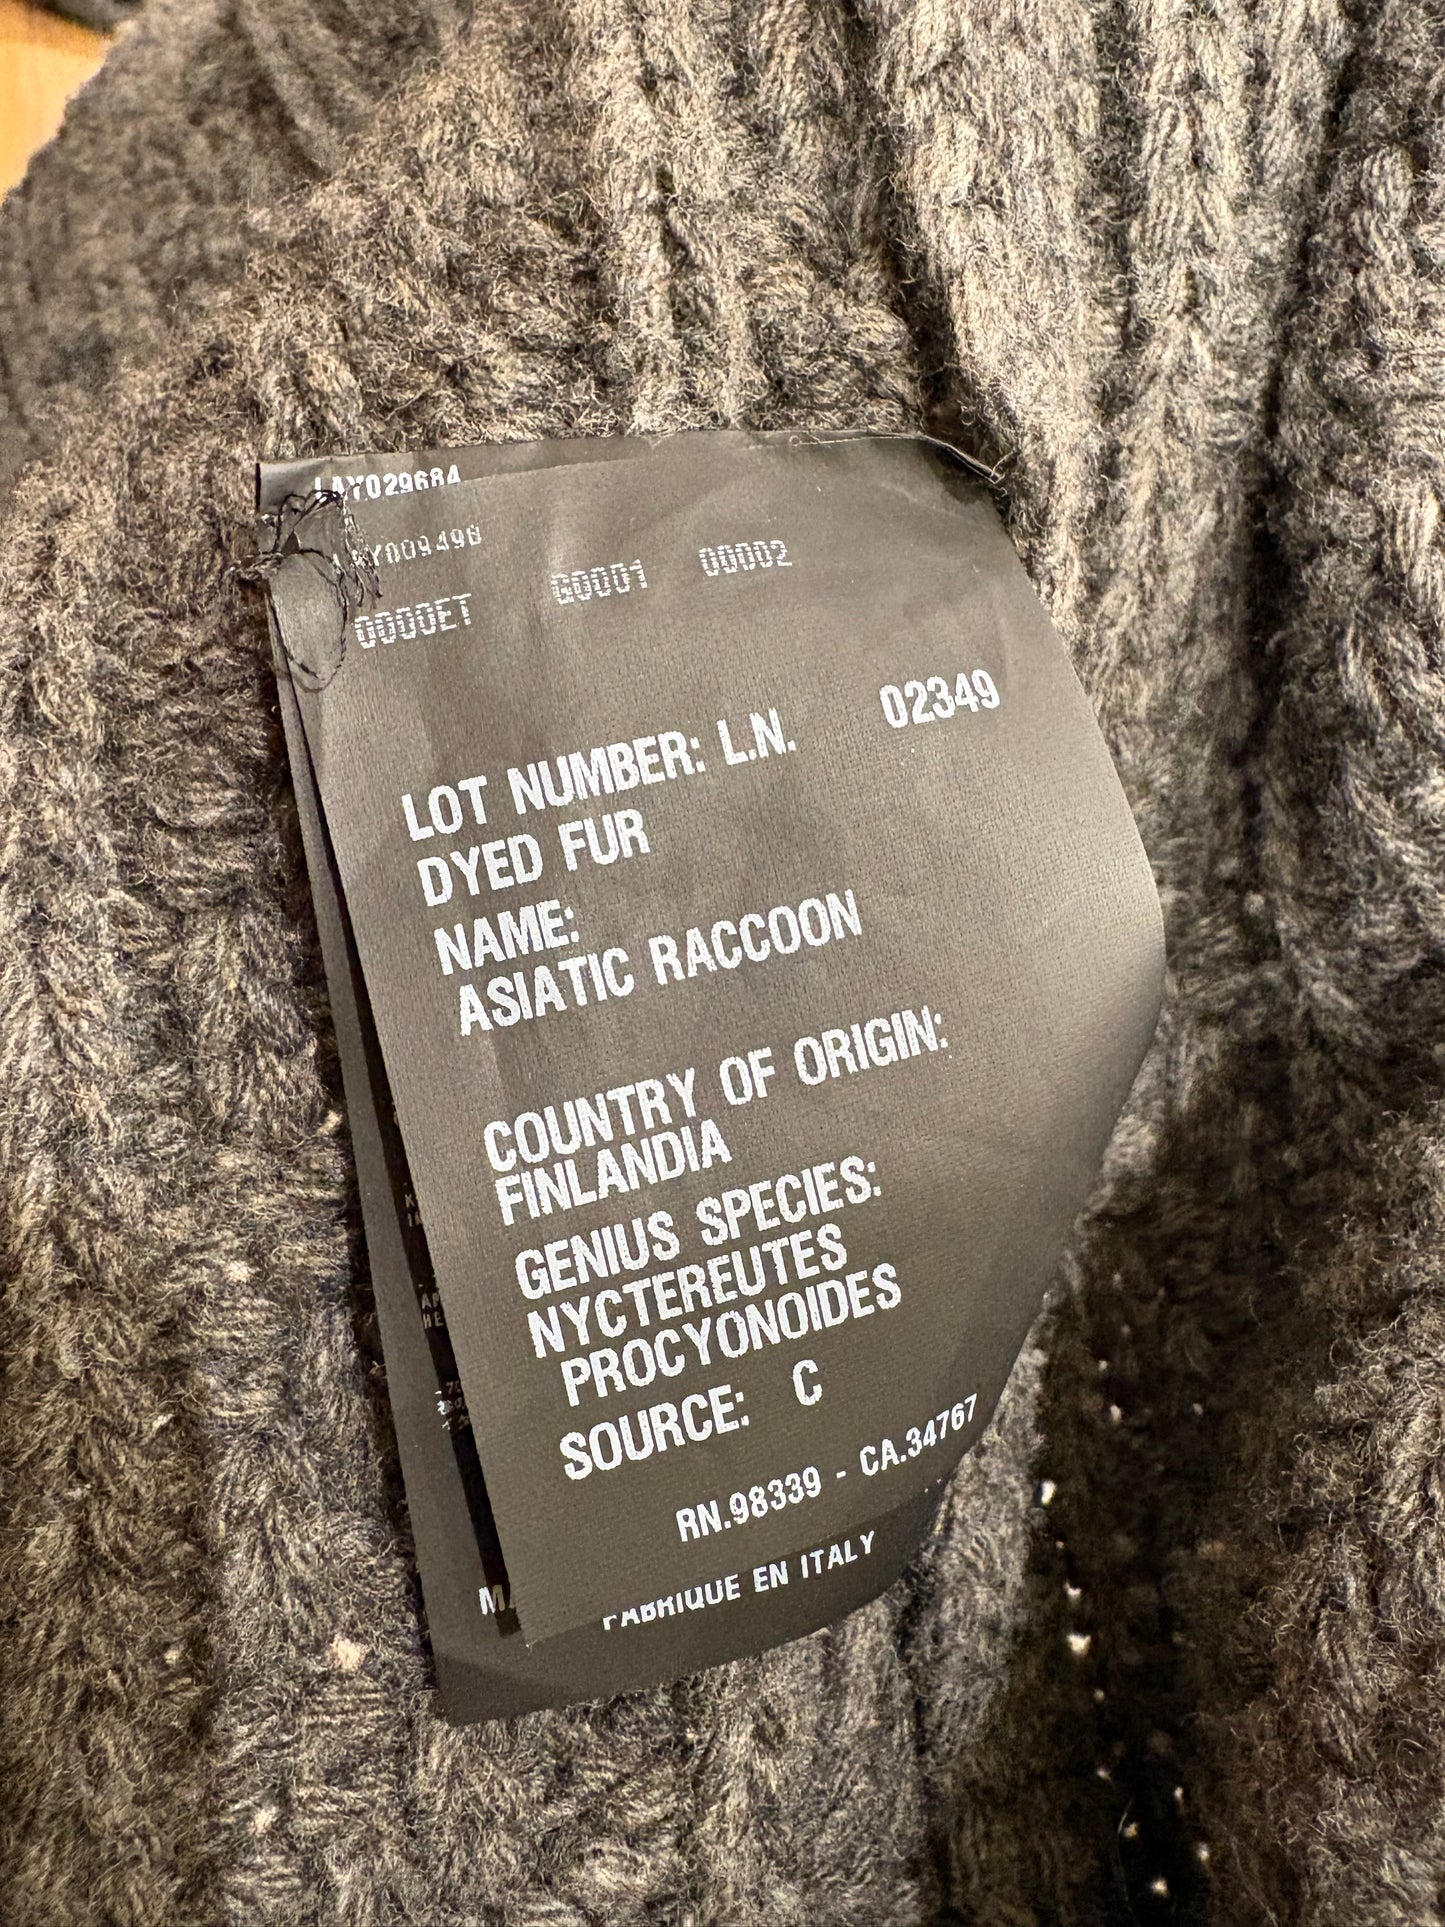 LAY029684
LAY009498
0000ET G0001 00002
LOT NUMBER: L.N. 02349
DYED FUR
NAME:
ASIATIC RACCOON
COUNTRY OF ORIGIN:
FINLANDIA
GENIUS SPECIES:
NYCTEREUTES
PROCYONOIDES
SOURCE: C
RN.98339 - CA.34767
FABRIQUE EN ITALY